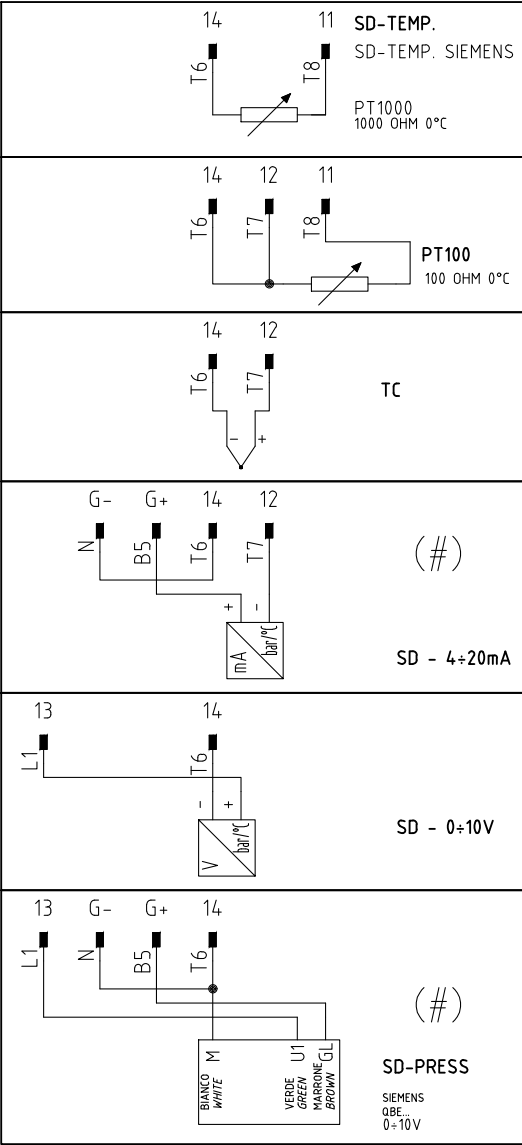 14 11 SD-TEMP.
T6 T8 SD-TEMP. SIEMENS
PT1000
1000 OHM 0°C
14 12 11
T6 T7 T8
PT100
100 OHM 0°C
14 12
T6 T7
TC
- +
G- G+ 14 12
N B5 T6 T7
(#)
+ -
mA bar/°C
SD - 4÷20mA
13 14
L1 T6
- +
V bar/°C
SD - 0÷10V
13 G- G+ 14
L1 N B5 T6
(#)
M U1 GL
BIANCO
WHITE
VERDE
GREEN
MARRONE
BROWN
SD-PRESS
SIEMENS
QBE...
0÷10V